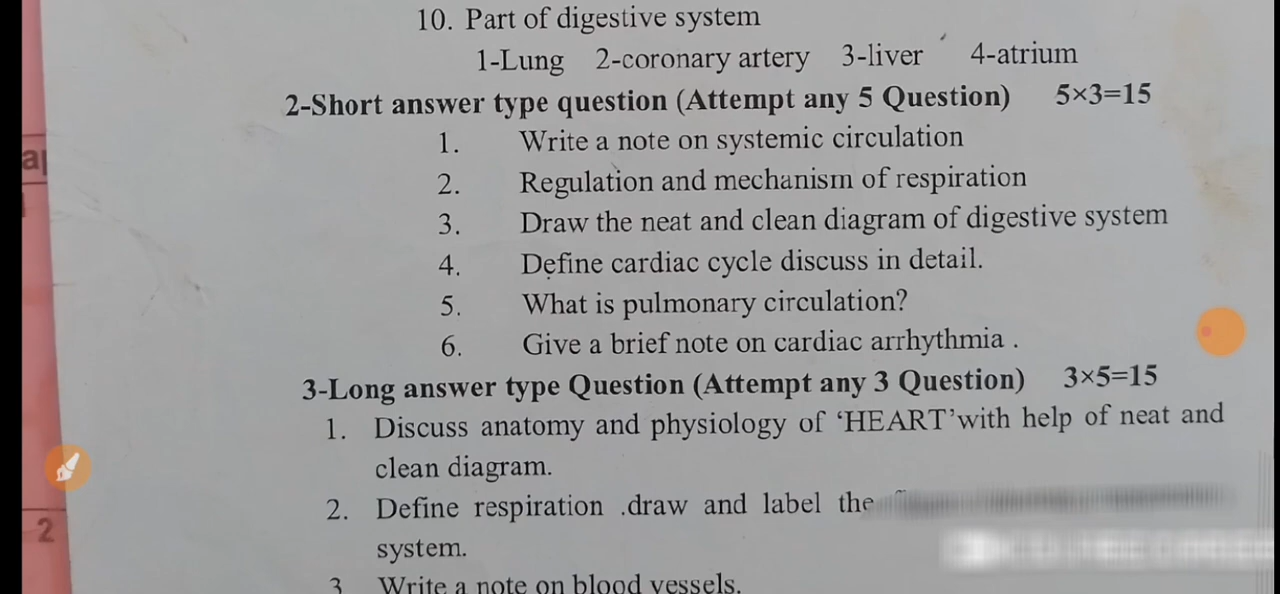 10. Part of digestive system
1-Lung 2-coronary artery 3-liver 4-atrium
2-Short answer type question (Attempt any 5 Question) 5×3=15
1. Write a note on systemic circulation
2. Regulation and mechanism of respiration
3. Draw the neat and clean diagram of digestive system
4. Define cardiac cycle discuss in detail.
5. What is pulmonary circulation?
6. Give a brief note on cardiac arrhythmia .
3-Long answer type Question (Attempt any 3 Question) 3×5=15
1. Discuss anatomy and physiology of ‘HEART’with help of neat and
clean diagram.
2. Define respiration .draw and label the
system.
3 Write a note on blood vessels.
2